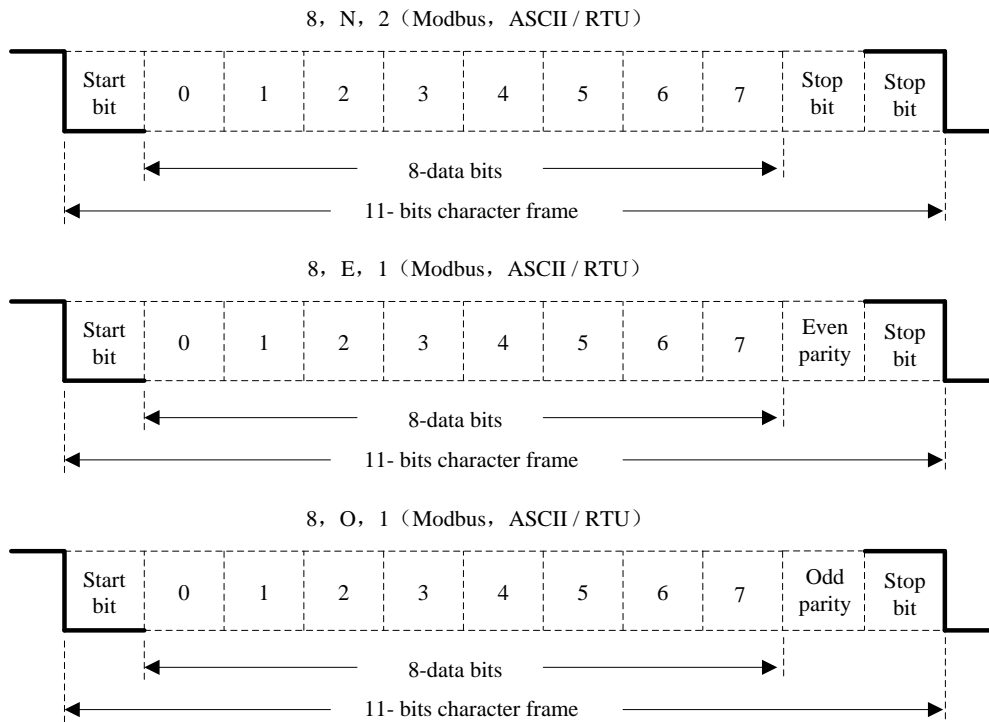 8，N，2（Modbus，ASCII / RTU）
Start bit 0 1 2 3 4 5 6 7 Stop bit Stop bit
8-data bits
11- bits character frame
8，E，1（Modbus，ASCII / RTU）
Start bit 0 1 2 3 4 5 6 7 Even parity Stop bit
8-data bits
11- bits character frame
8，O，1（Modbus，ASCII / RTU）
Start bit 0 1 2 3 4 5 6 7 Odd parity Stop bit
8-data bits
11- bits character frame